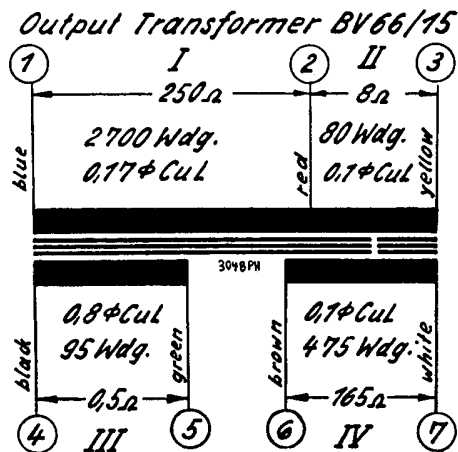 Output Transformer BV66/15
1 I 2 II 3
250Ω 8Ω
2700 Wdg. 80 Wdg.
0,17 ϕ CuL 0,1 ϕ CuL
blue red yellow
3048PH
0,8 ϕ CuL 0,1 ϕ CuL
95 Wdg. 475 Wdg.
black green brown white
0,5Ω 165Ω
4 III 5 6 IV 7